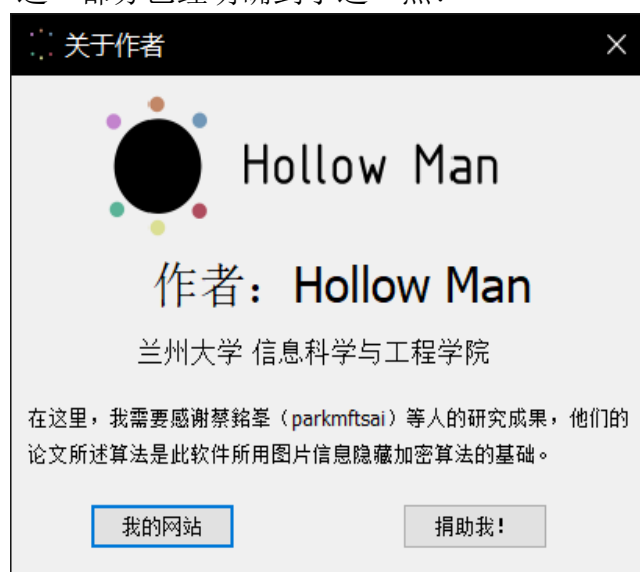 关于作者
Hollow Man
作者：Hollow Man
兰州大学 信息科学与工程学院
在这里，我需要感谢蔡銘峯（parkmftsai）等人的研究成果，他们的
论文所述算法是此软件所用图片信息隐藏加密算法的基础。
我的网站
捐助我！